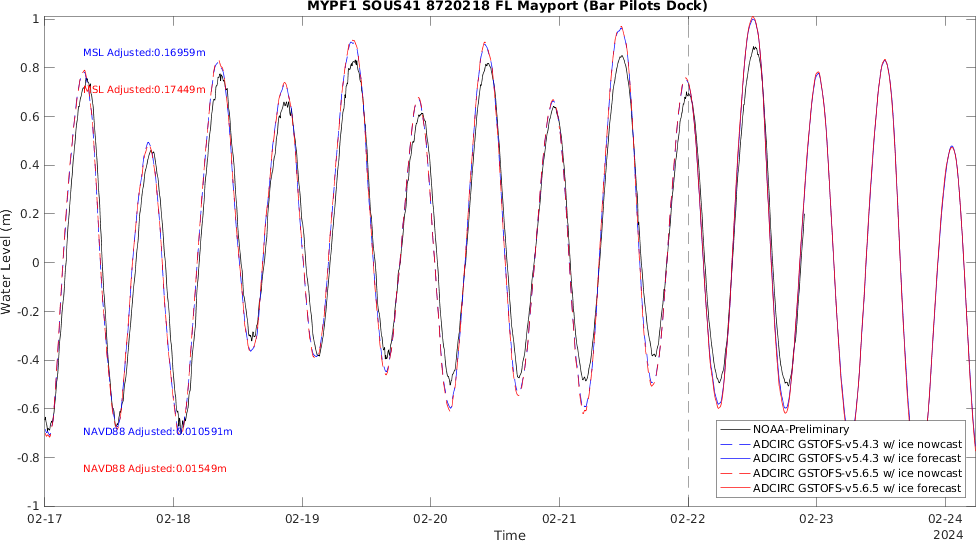 MYPF1 SOUS41 8720218 FL Mayport (Bar Pilots Dock)
1
0.8
0.6
0.4
0.2
0
-0.2
-0.4
-0.6
-0.8
-1
Water Level (m)
MSL Adjusted:0.16959m
MSL Adjusted:0.17449m
NAVD88 Adjusted:0.010591m
NAVD88 Adjusted:0.01549m
NOAA-Preliminary
ADCIRC GSTOFS-v5.4.3 w/ ice nowcast
ADCIRC GSTOFS-v5.4.3 w/ ice forecast
ADCIRC GSTOFS-v5.6.5 w/ ice nowcast
ADCIRC GSTOFS-v5.6.5 w/ ice forecast
02-17 02-18 02-19 02-20 02-21 02-22 02-23 02-24
Time
2024